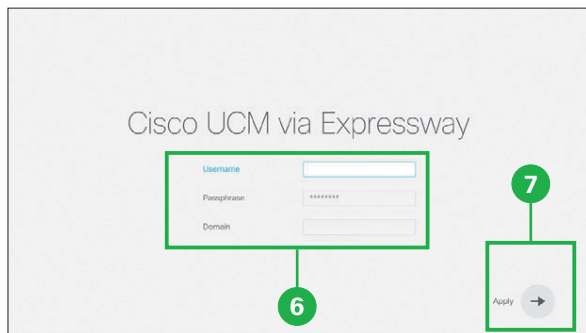 Cisco UCM via Expressway
Username
Passphrase ********
Domain
7
Apply
6